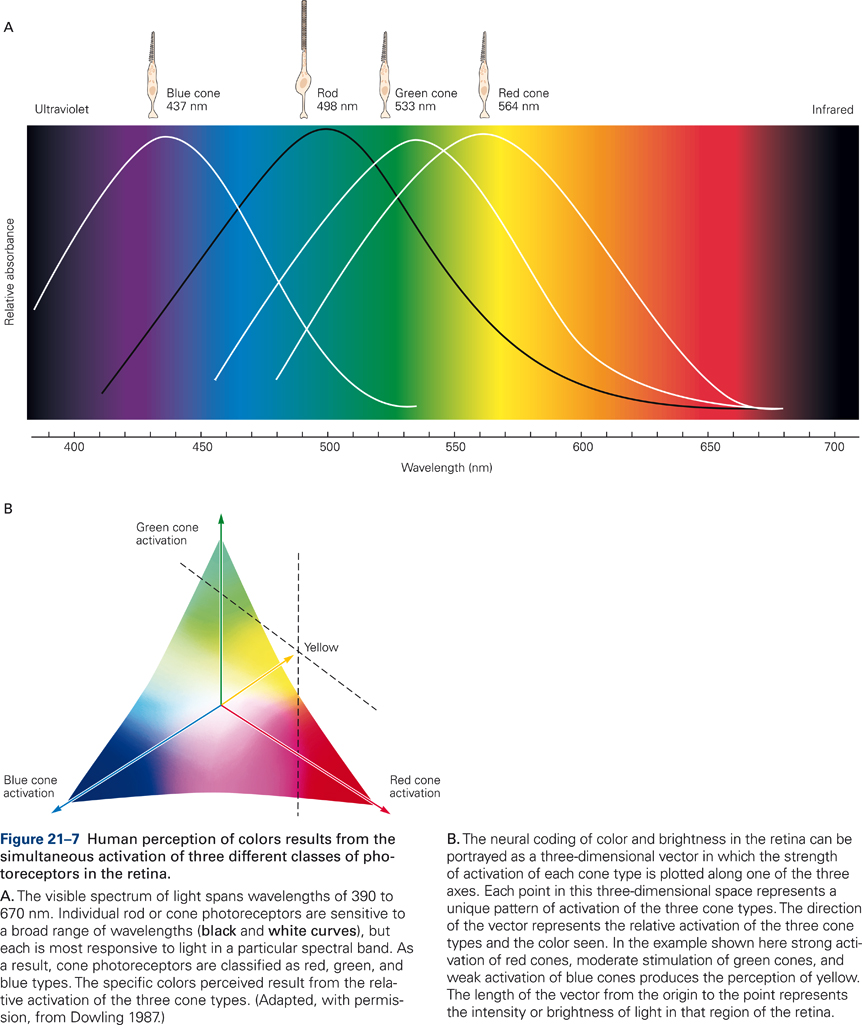 A
Blue cone
437 nm
Rod
498 nm
Green cone
533 nm
Red cone
564 nm
Ultraviolet
Infrared
Relative absorbance
400 450 500 550 600 650 700
Wavelength (nm)
B
Green cone
activation
Yellow
Blue cone
activation
Red cone
activation
Figure 21–7 Human perception of colors results from the
simultaneous activation of three different classes of pho-
toreceptors in the retina.
A. The visible spectrum of light spans wavelengths of 390 to
670 nm. Individual rod or cone photoreceptors are sensitive to
a broad range of wavelengths (black and white curves), but
each is most responsive to light in a particular spectral band. As
a result, cone photoreceptors are classified as red, green, and
blue types. The specific colors perceived result from the rela-
tive activation of the three cone types. (Adapted, with permis-
sion, from Dowling 1987.)
B. The neural coding of color and brightness in the retina can be
portrayed as a three-dimensional vector in which the strength
of activation of each cone type is plotted along one of the three
axes. Each point in this three-dimensional space represents a
unique pattern of activation of the three cone types. The direction
of the vector represents the relative activation of the three cone
types and the color seen. In the example shown here strong acti-
vation of red cones, moderate stimulation of green cones, and
weak activation of blue cones produces the perception of yellow.
The length of the vector from the origin to the point represents
the intensity or brightness of light in that region of the retina.